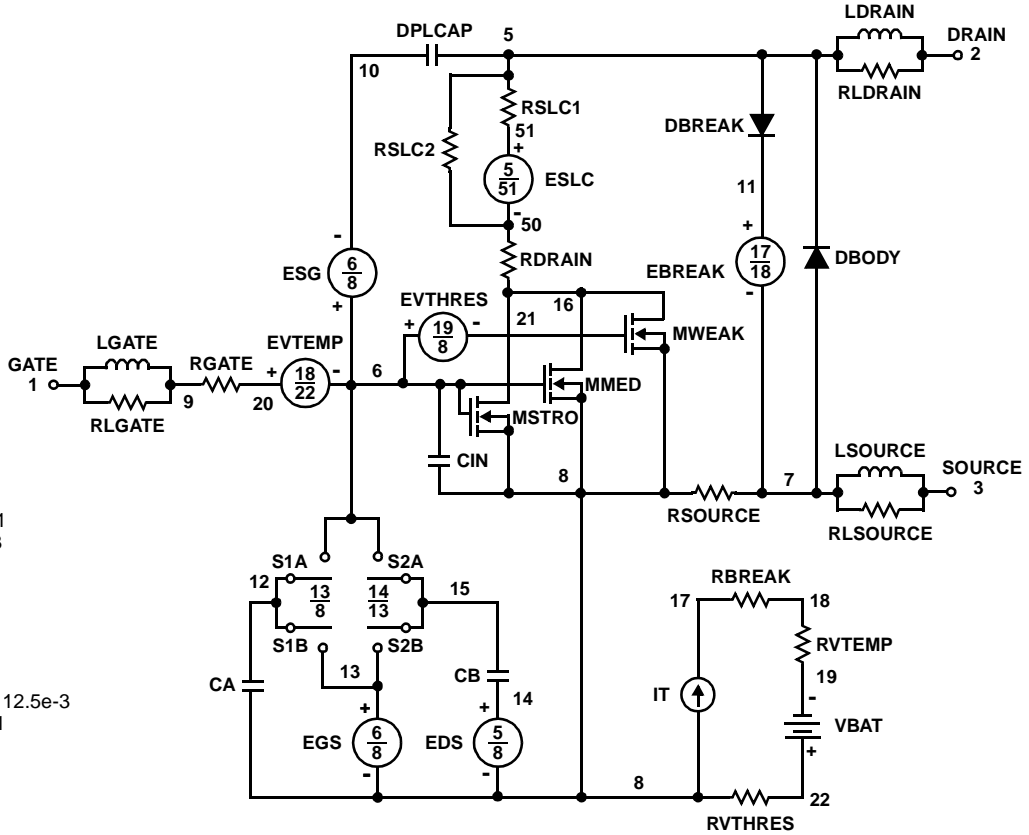 LDRAIN
DPLCAP
5
DRAIN
2
10
RLDRAIN
RSLC1
51
DBREAK
RSLC2
+
5
51
ESLC
11
-
50
-
+
17
18
RDRAIN
DBODY
6
8
ESG
EBREAK
EVTHRES
16
-
+
21
+
19
8
-
MWEAK
LGATE
EVTEMP
GATE
1
RGATE
+
18
22
-
6
MMED
9
20
MSTRO
RLGATE
LSOURCE
CIN
8
7
SOURCE
3
RSOURCE
RLSOURCE
S1A
S2A
12
13
8
14
13
15
RBREAK
17
18
S1B
S2B
RVTEMP
13
CB
19
CA
14
IT
-
12.5e-3
+
+
VBAT
EGS
6
8
EDS
5
8
+
-
-
8
22
RVTHRES